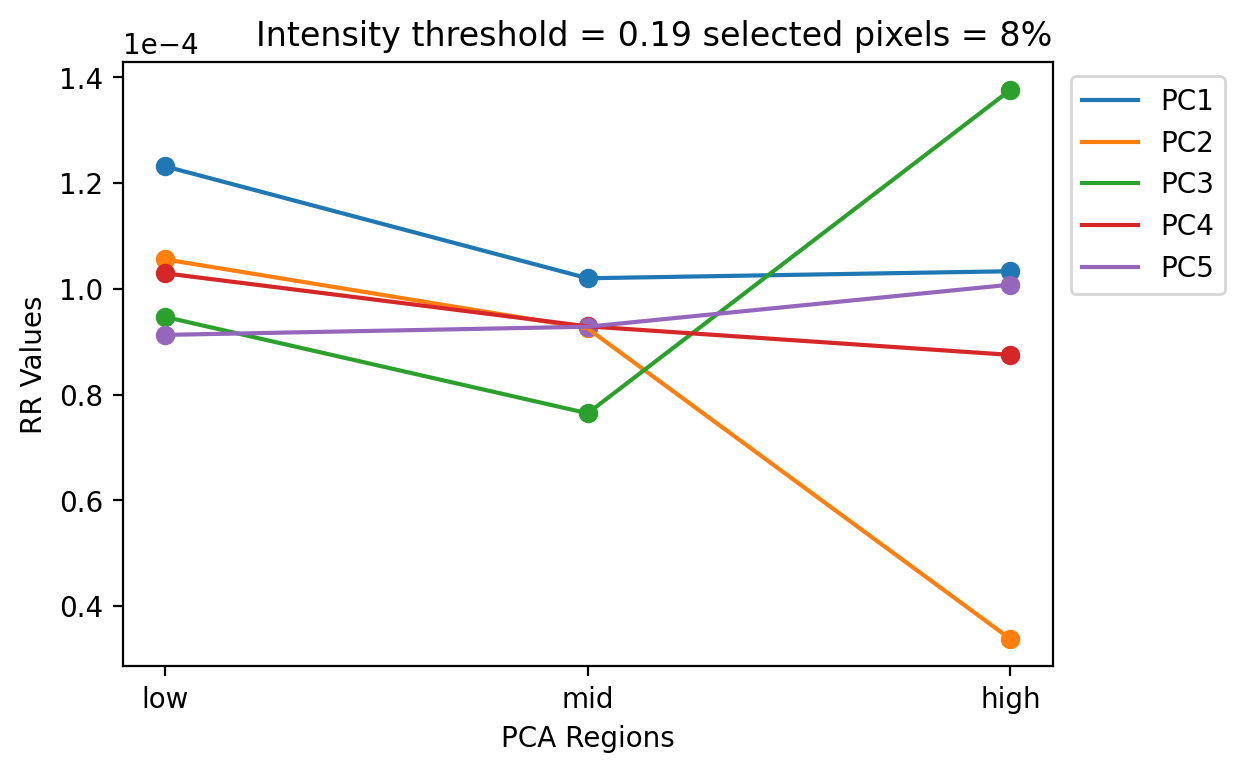 Intensity threshold = 0.19 selected pixels = 8%
1e−4
1.4
1.2
1.0
0.8
0.6
0.4
RR Values
low
mid
high
PCA Regions
PC1
PC2
PC3
PC4
PC5